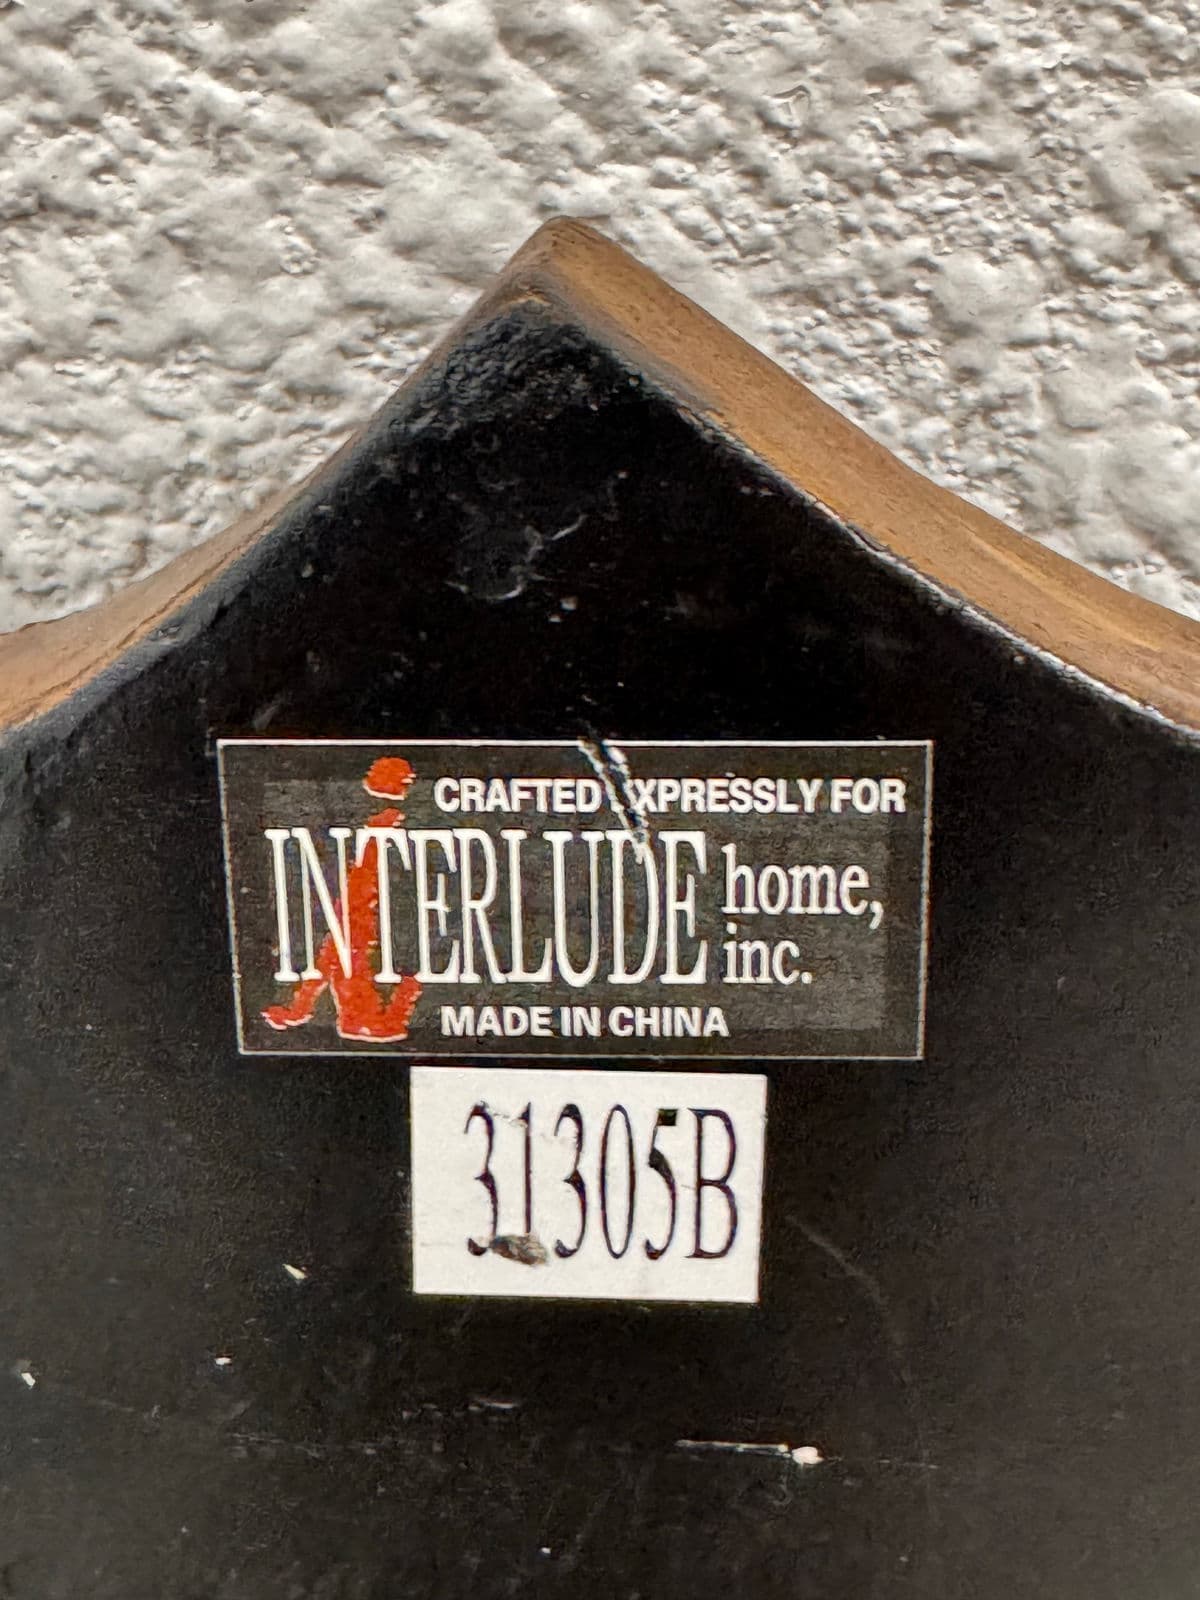 CRAFTED EXPRESSLY FOR
INTERLUDE home,
inc.
MADE IN CHINA
31305B